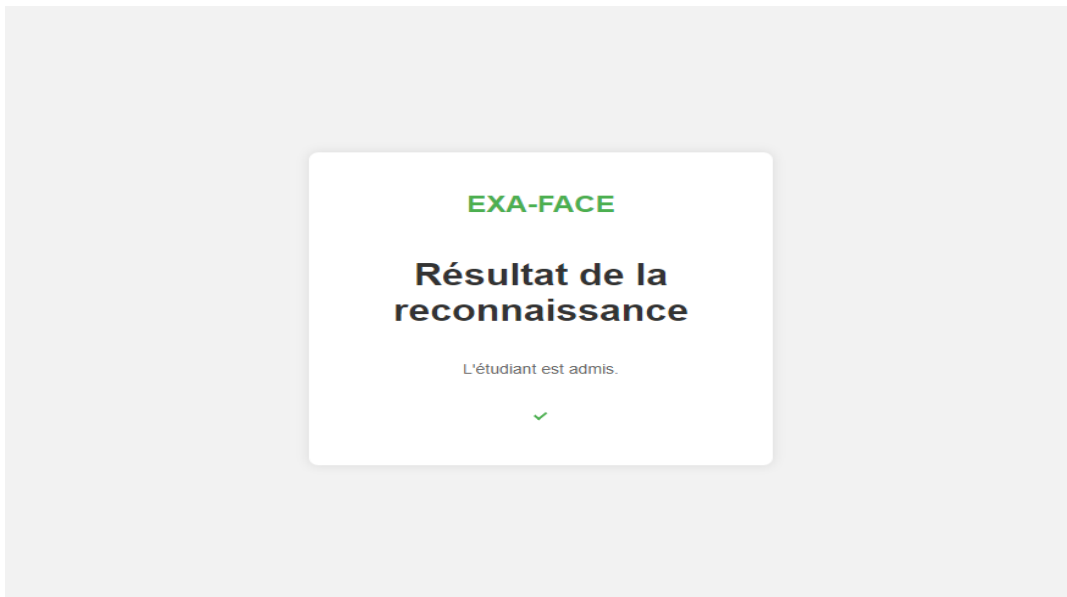 EXA-FACE
Résultat de la
reconnaissance
L'étudiant est admis.